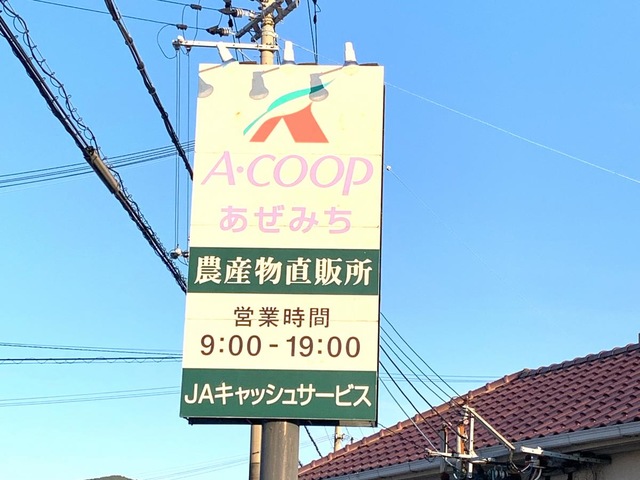 A·COOP
あぜみち
農産物直販所
営業時間
9:00-19:00
JAキャッシュサービス